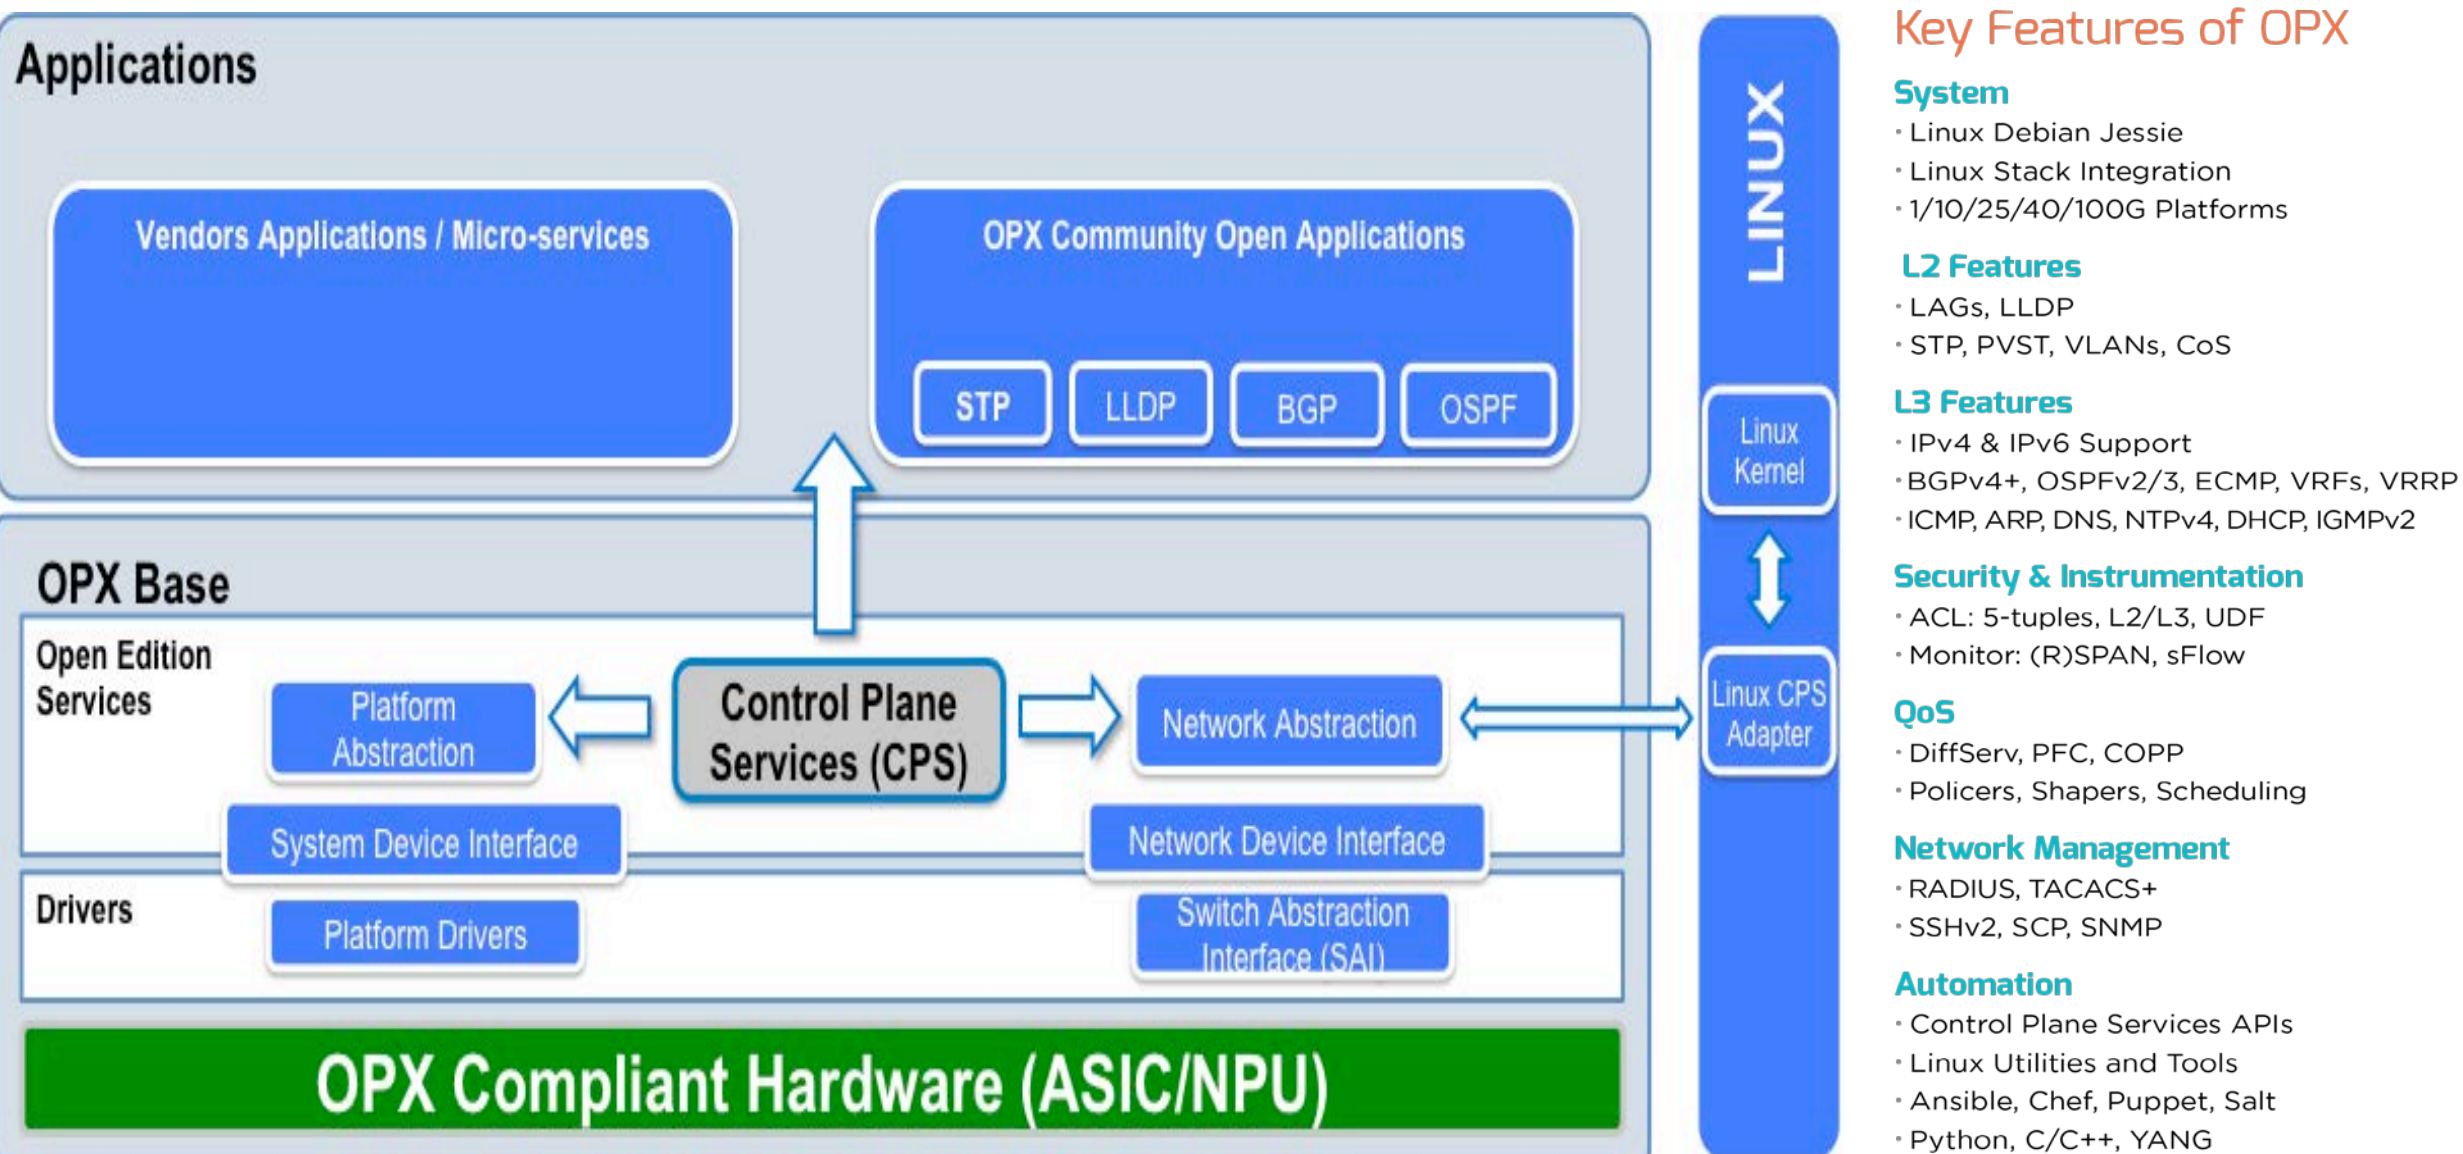 Applications
Vendors Applications / Micro-services
OPX Community Open Applications
STP
LLDP
BGP
OSPF
OPX Base
Open Edition
Services
Platform
Abstraction
Control Plane
Services (CPS)
Network Abstraction
System Device Interface
Network Device Interface
Drivers
Platform Drivers
Switch Abstraction
Interface (SAI)
OPX Compliant Hardware (ASIC/NPU)
LINUX
Linux
Kernel
Linux CPS
Adapter
Key Features of OPX
System
· Linux Debian Jessie
· Linux Stack Integration
· 1/10/25/40/100G Platforms
L2 Features
· LAGs, LLDP
· STP, PVST, VLANs, CoS
L3 Features
· IPv4 & IPv6 Support
· BGPv4+, OSPFv2/3, ECMP, VRFs, VRRP
· ICMP, ARP, DNS, NTPv4, DHCP, IGMPv2
Security & Instrumentation
· ACL: 5-tuples, L2/L3, UDF
· Monitor: (R)SPAN, sFlow
QoS
· DiffServ, PFC, COPP
· Policers, Shapers, Scheduling
Network Management
· RADIUS, TACACS+
· SSHv2, SCP, SNMP
Automation
· Control Plane Services APIs
· Linux Utilities and Tools
· Ansible, Chef, Puppet, Salt
· Python, C/C++, YANG